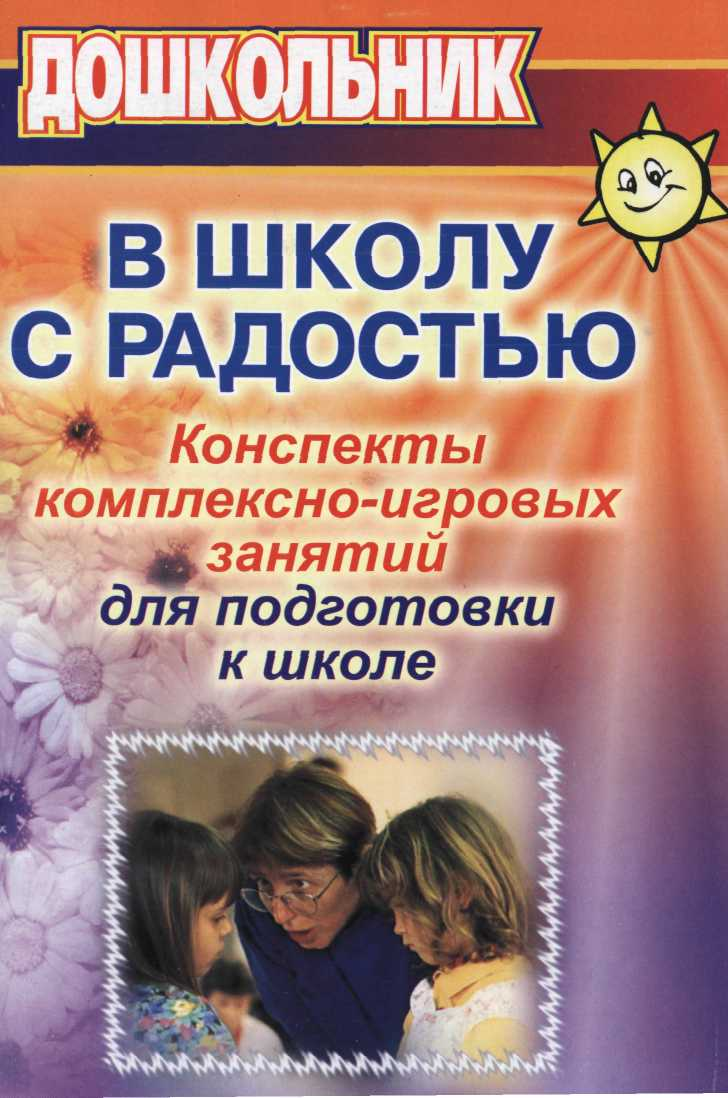 ДОШКОЛЬНИК
В ШКОЛУ
С РАДОСТЬЮ
Конспекты
комплексно-игровых
занятий
для подготовки
к школе